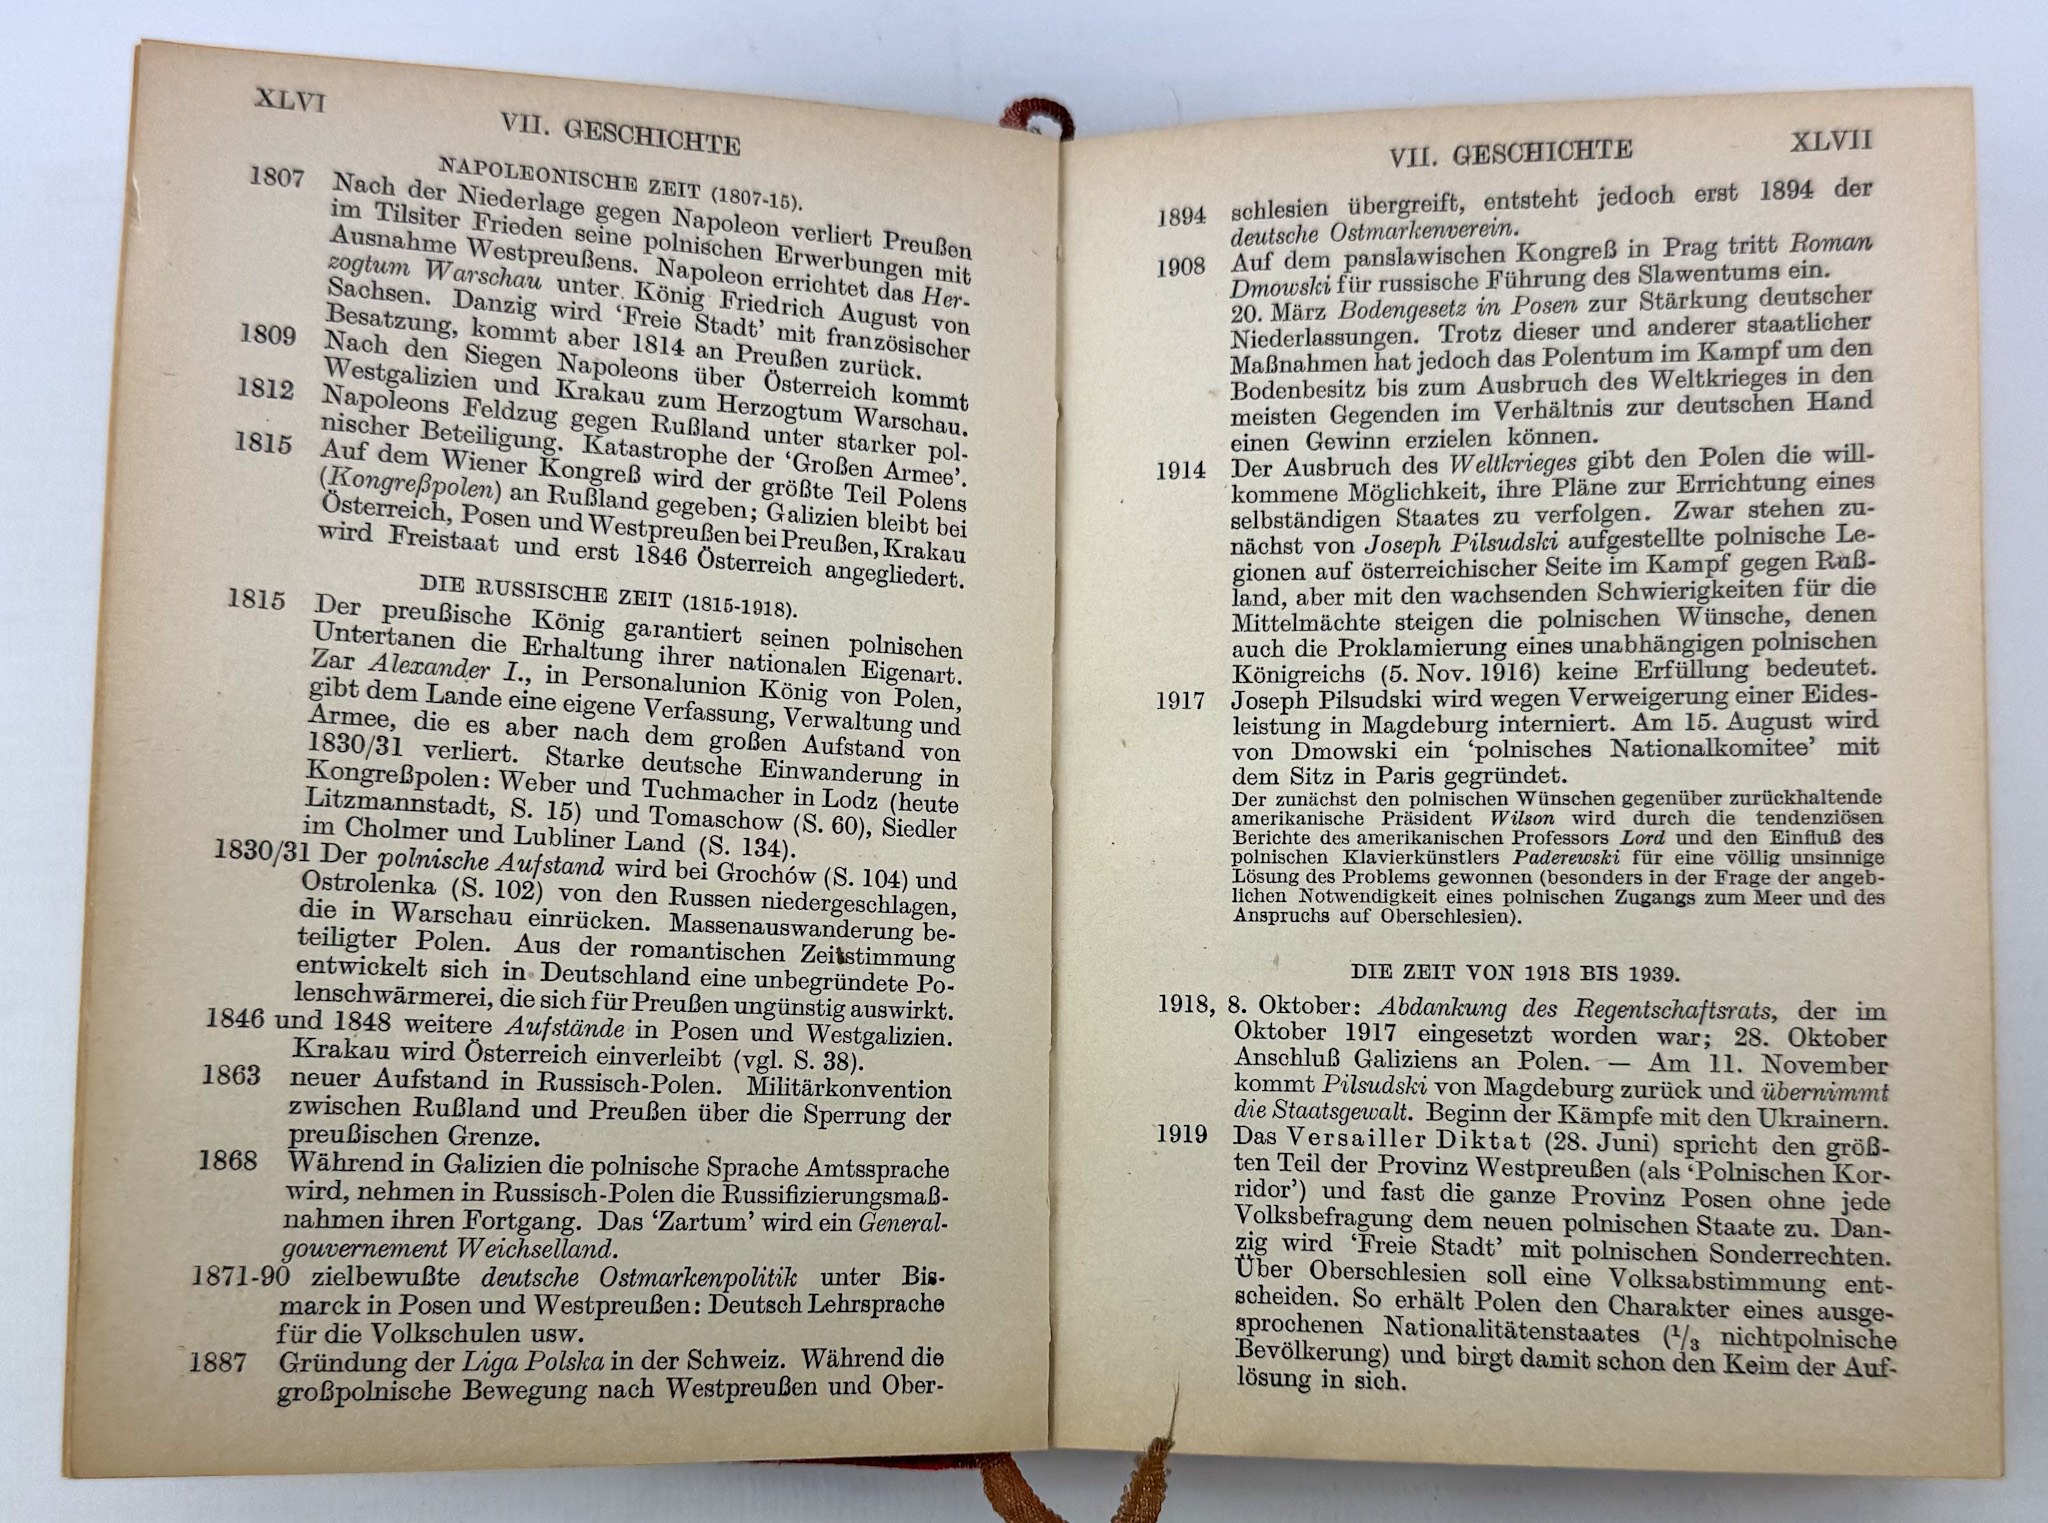 XLVI
VII. GESCHICHTE
NAPOLEONISCHE ZEIT (1807-15).
1807 Nach der Niederlage gegen Napoleon verliert Preußen
im Tilsiter Frieden seine polnischen Erwerbungen mit
Ausnahme Westpreußens. Napoleon errichtet das Her-
zogtum Warschau unter König Friedrich August von
Sachsen. Danzig wird ‘Freie Stadt’ mit französischer
Besatzung, kommt aber 1814 an Preußen zurück.
1809 Nach den Siegen Napoleons über Österreich kommt
Westgalizien und Krakau zum Herzogtum Warschau.
1812 Napoleons Feldzug gegen Rußland unter starker pol-
nischer Beteiligung. Katastrophe der ‘Großen Armee’.
1815 Auf dem Wiener Kongreß wird der größte Teil Polens
(Kongreßpolen) an Rußland gegeben; Galizien bleibt bei
Österreich, Posen und Westpreußen bei Preußen, Krakau
wird Freistaat und erst 1846 Österreich angegliedert.
DIE RUSSISCHE ZEIT (1815-1918).
1815 Der preußische König garantiert seinen polnischen
Untertanen die Erhaltung ihrer nationalen Eigenart.
Zar Alexander I., in Personalunion König von Polen,
gibt dem Lande eine eigene Verfassung, Verwaltung und
Armee, die es aber nach dem großen Aufstand von
1830/31 verliert. Starke deutsche Einwanderung in
Kongreßpolen: Weber und Tuchmacher in Lodz (heute
Litzmannstadt, S. 15) und Tomaschow (S. 60), Siedler
im Cholmer und Lubliner Land (S. 134).
1830/31 Der polnische Aufstand wird bei Grochów (S. 104) und
Ostrolenka (S. 102) von den Russen niedergeschlagen,
die in Warschau einrücken. Massenauswanderung be-
teiligter Polen. Aus der romantischen Zeitstimmung
entwickelt sich in Deutschland eine unbegründete Po-
lenschwärmerei, die sich für Preußen ungünstig auswirkt.
1846 und 1848 weitere Aufstände in Posen und Westgalizien.
Krakau wird Österreich einverleibt (vgl. S. 38).
1863 neuer Aufstand in Russisch-Polen. Militärkonvention
zwischen Rußland und Preußen über die Sperrung der
preußischen Grenze.
1868 Während in Galizien die polnische Sprache Amtssprache
wird, nehmen in Russisch-Polen die Russifizierungsmaß-
nahmen ihren Fortgang. Das ‘Zartum’ wird ein General-
gouvernement Weichselland.
1871-90 zielbewußte deutsche Ostmarkenpolitik unter Bis-
marck in Posen und Westpreußen: Deutsch Lehrsprache
für die Volkschulen usw.
1887 Gründung der Liga Polska in der Schweiz. Während die
großpolnische Bewegung nach Westpreußen und Ober-
VII. GESCHICHTE XLVII
1894 schlesien übergreift, entsteht jedoch erst 1894 der
deutsche Ostmarkenverein.
1908 Auf dem panslawischen Kongreß in Prag tritt Roman
Dmowski für russische Führung des Slawentums ein.
20. März Bodengesetz in Posen zur Stärkung deutscher
Niederlassungen. Trotz dieser und anderer staatlicher
Maßnahmen hat jedoch das Polentum im Kampf um den
Bodenbesitz bis zum Ausbruch des Weltkrieges in den
meisten Gegenden im Verhältnis zur deutschen Hand
einen Gewinn erzielen können.
1914 Der Ausbruch des Weltkrieges gibt den Polen die will-
kommene Möglichkeit, ihre Pläne zur Errichtung eines
selbständigen Staates zu verfolgen. Zwar stehen zu-
nächst von Joseph Pilsudski aufgestellte polnische Le-
gionen auf österreichischer Seite im Kampf gegen Ruß-
land, aber mit den wachsenden Schwierigkeiten für die
Mittelmächte steigen die polnischen Wünsche, denen
auch die Proklamierung eines unabhängigen polnischen
Königreichs (5. Nov. 1916) keine Erfüllung bedeutet.
1917 Joseph Pilsudski wird wegen Verweigerung einer Eides-
leistung in Magdeburg interniert. Am 15. August wird
von Dmowski ein ‘polnisches Nationalkomitee’ mit
dem Sitz in Paris gegründet.
Der zunächst den polnischen Wünschen gegenüber zurückhaltende
amerikanische Präsident Wilson wird durch die tendenziösen
Berichte des amerikanischen Professors Lord und den Einfluß des
polnischen Klavierkünstlers Paderewski für eine völlig unsinnige
Lösung des Problems gewonnen (besonders in der Frage der angeb-
lichen Notwendigkeit eines polnischen Zugangs zum Meer und des
Anspruchs auf Oberschlesien).
DIE ZEIT VON 1918 BIS 1939.
1918, 8. Oktober: Abdankung des Regentschaftsrats, der im
Oktober 1917 eingesetzt worden war; 28. Oktober
Anschluß Galiziens an Polen. — Am 11. November
kommt Pilsudski von Magdeburg zurück und übernimmt
die Staatsgewalt. Beginn der Kämpfe mit den Ukrainern.
1919 Das Versailler Diktat (28. Juni) spricht den größ-
ten Teil der Provinz Westpreußen (als ‘Polnischen Kor-
ridor’) und fast die ganze Provinz Posen ohne jede
Volksbefragung dem neuen polnischen Staate zu. Dan-
zig wird ‘Freie Stadt’ mit polnischen Sonderrechten.
Über Oberschlesien soll eine Volksabstimmung ent-
scheiden. So erhält Polen den Charakter eines ausge-
sprochenen Nationalitätenstaates (1/3 nichtpolnische
Bevölkerung) und birgt damit schon den Keim der Auf-
lösung in sich.